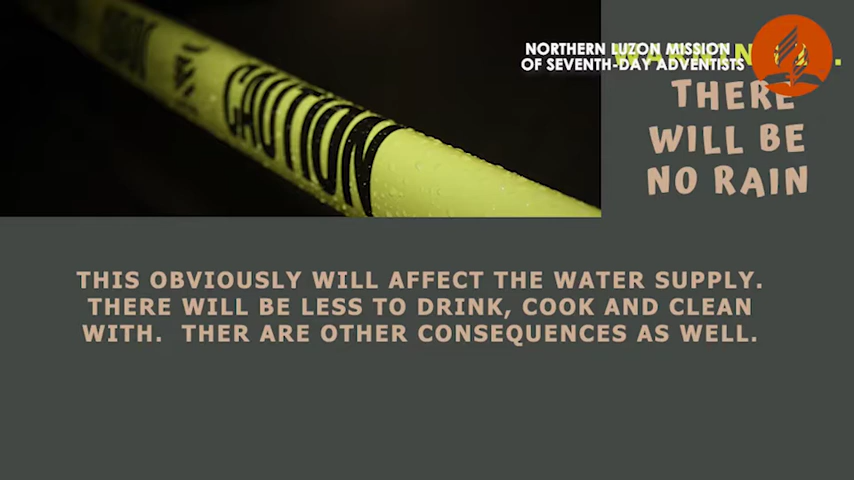 CAUTION
NORTHERN LUZON MISSION
OF SEVENTH-DAY ADVENTISTS
THERE
WILL BE
NO RAIN
THIS OBVIOUSLY WILL AFFECT THE WATER SUPPLY.
THERE WILL BE LESS TO DRINK, COOK AND CLEAN
WITH.  THER ARE OTHER CONSEQUENCES AS WELL.